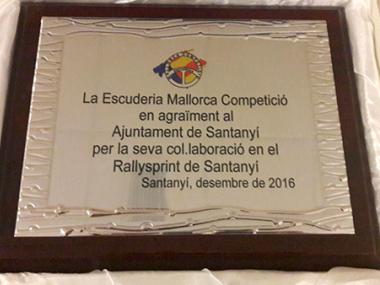 La Escuderia Mallorca Competició
en agraïment al
Ajuntament de Santanyí
per la seva col.laboració en el
Rallysprint de Santanyí
Santanyí, desembre de 2016